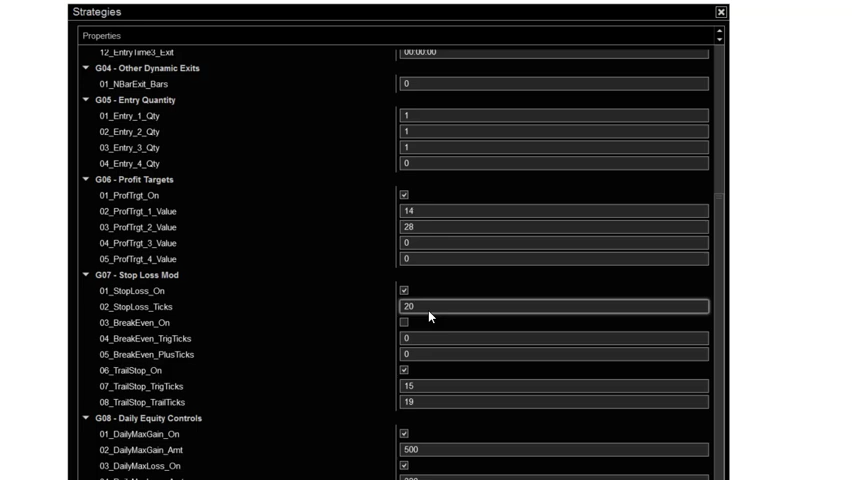 Strategies
Properties
12_EntryTime3_Exit 00:00:00
G04 - Other Dynamic Exits
01_NBarExit_Bars 0
G05 - Entry Quantity
01_Entry_1_Qty 1
02_Entry_2_Qty 1
03_Entry_3_Qty 1
04_Entry_4_Qty 0
G06 - Profit Targets
01_ProfTrgt_On
02_ProfTrgt_1_Value 14
03_ProfTrgt_2_Value 28
04_ProfTrgt_3_Value 0
05_ProfTrgt_4_Value 0
G07 - Stop Loss Mod
01_StopLoss_On
02_StopLoss_Ticks 20
03_BreakEven_On
04_BreakEven_TrigTicks 0
05_BreakEven_PlusTicks 0
06_TrailStop_On
07_TrailStop_TrigTicks 15
08_TrailStop_TrailTicks 19
G08 - Daily Equity Controls
01_DailyMaxGain_On
02_DailyMaxGain_Amt 500
03_DailyMaxLoss_On